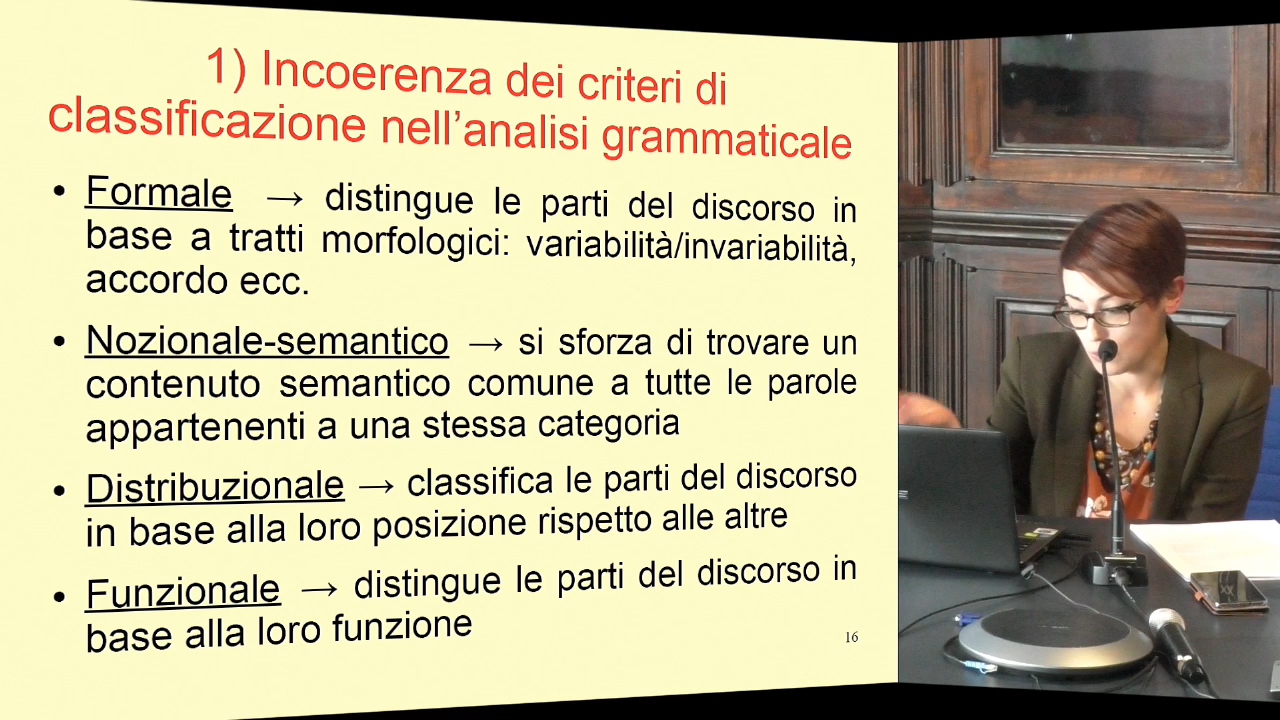 1) Incoerenza dei criteri di
classificazione nell’analisi grammaticale
• Formale → distingue le parti del discorso in
base a tratti morfologici: variabilità/invariabilità,
accordo ecc.
• Nozionale-semantico → si sforza di trovare un
contenuto semantico comune a tutte le parole
appartenenti a una stessa categoria
• Distribuzionale → classifica le parti del discorso
in base alla loro posizione rispetto alle altre
• Funzionale → distingue le parti del discorso in
base alla loro funzione
16